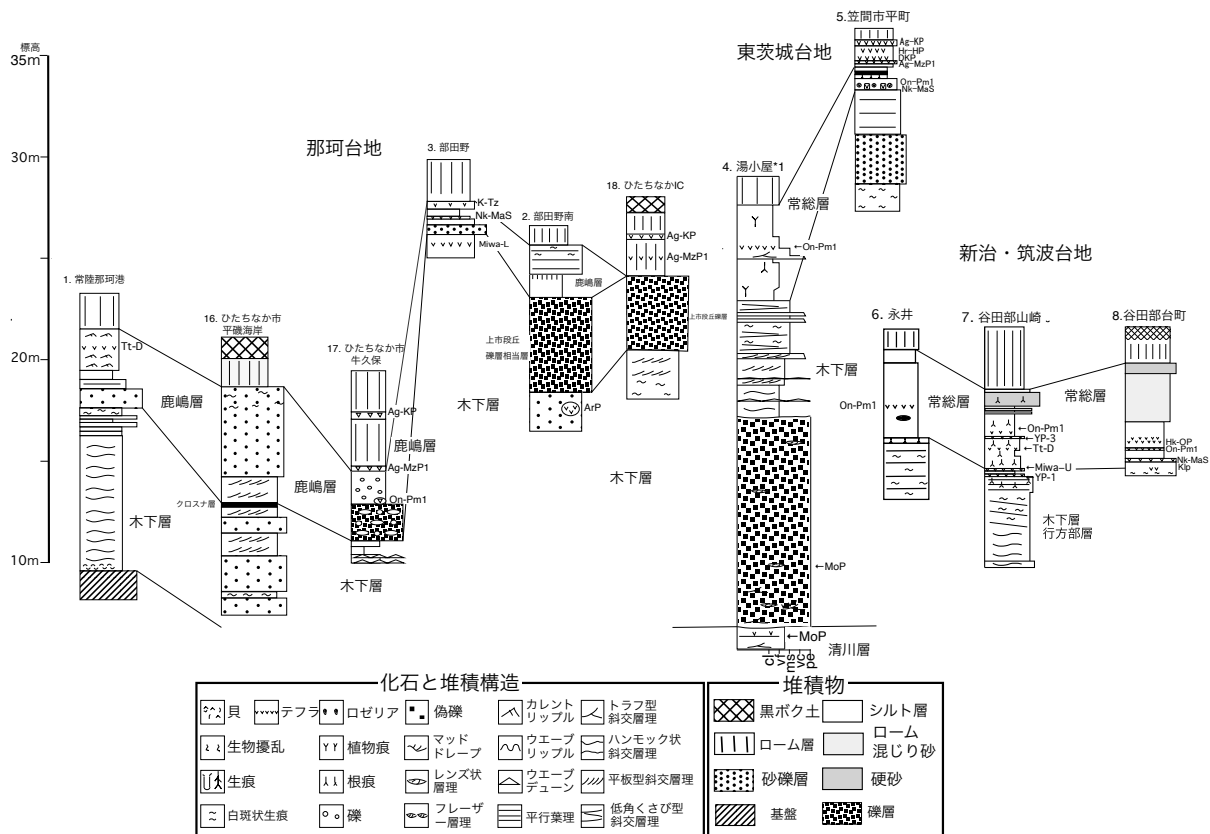 標高
35m
30m
20m
10m
那珂台地
東茨城台地
新治・筑波台地
1. 常陸那珂港
Tt-D
鹿嶋層
木下層
16. ひたちなか市
平磯海岸
クロスナ層
鹿嶋層
17. ひたちなか市
牛久保
Ag-KP
鹿嶋層
Ag-MzP1
On-Pm1
木下層
3. 部田野
K-Tz
Nk-MaS
Miwa-L
2. 部田野南
鹿嶋層
上市段丘
礫層相当層
木下層
ArP
18. ひたちなかIC
Ag-KP
Ag-MzP1
上市段丘礫層
木下層
4. 湯小屋*1
常総層
←On-Pm1
木下層
←MoP
←MoP
清川層
cl
vf
ms
vc
pe
5.笠間市平町
Ag-KP
Hr-HP
DKP
Ag-MzP1
On-Pm1
Nk-MaS
6. 永井
On-Pm1
常総層
7. 谷田部山崎
←On-Pm1
←YP-3
←Tt-D
←Miwa-U
←YP-1
木下層
行方部層
常総層
8.谷田部台町
Hk-OP
On-Pm1
Nk-MaS
Klp
化石と堆積構造
貝
テフラ
ロゼリア
偽礫
カレント
リップル
トラフ型
斜交層理
生物擾乱
植物痕
マッド
ドレープ
ウエーブ
リップル
ハンモック状
斜交層理
生痕
根痕
レンズ状
層理
ウエーブ
デューン
平板型斜交層理
白斑状生痕
礫
フレーザ
ー層理
平行葉理
低角くさび型
斜交層理
堆積物
黒ボク土
シルト層
ローム層
ローム
混じり砂
砂礫層
硬砂
基盤
礫層